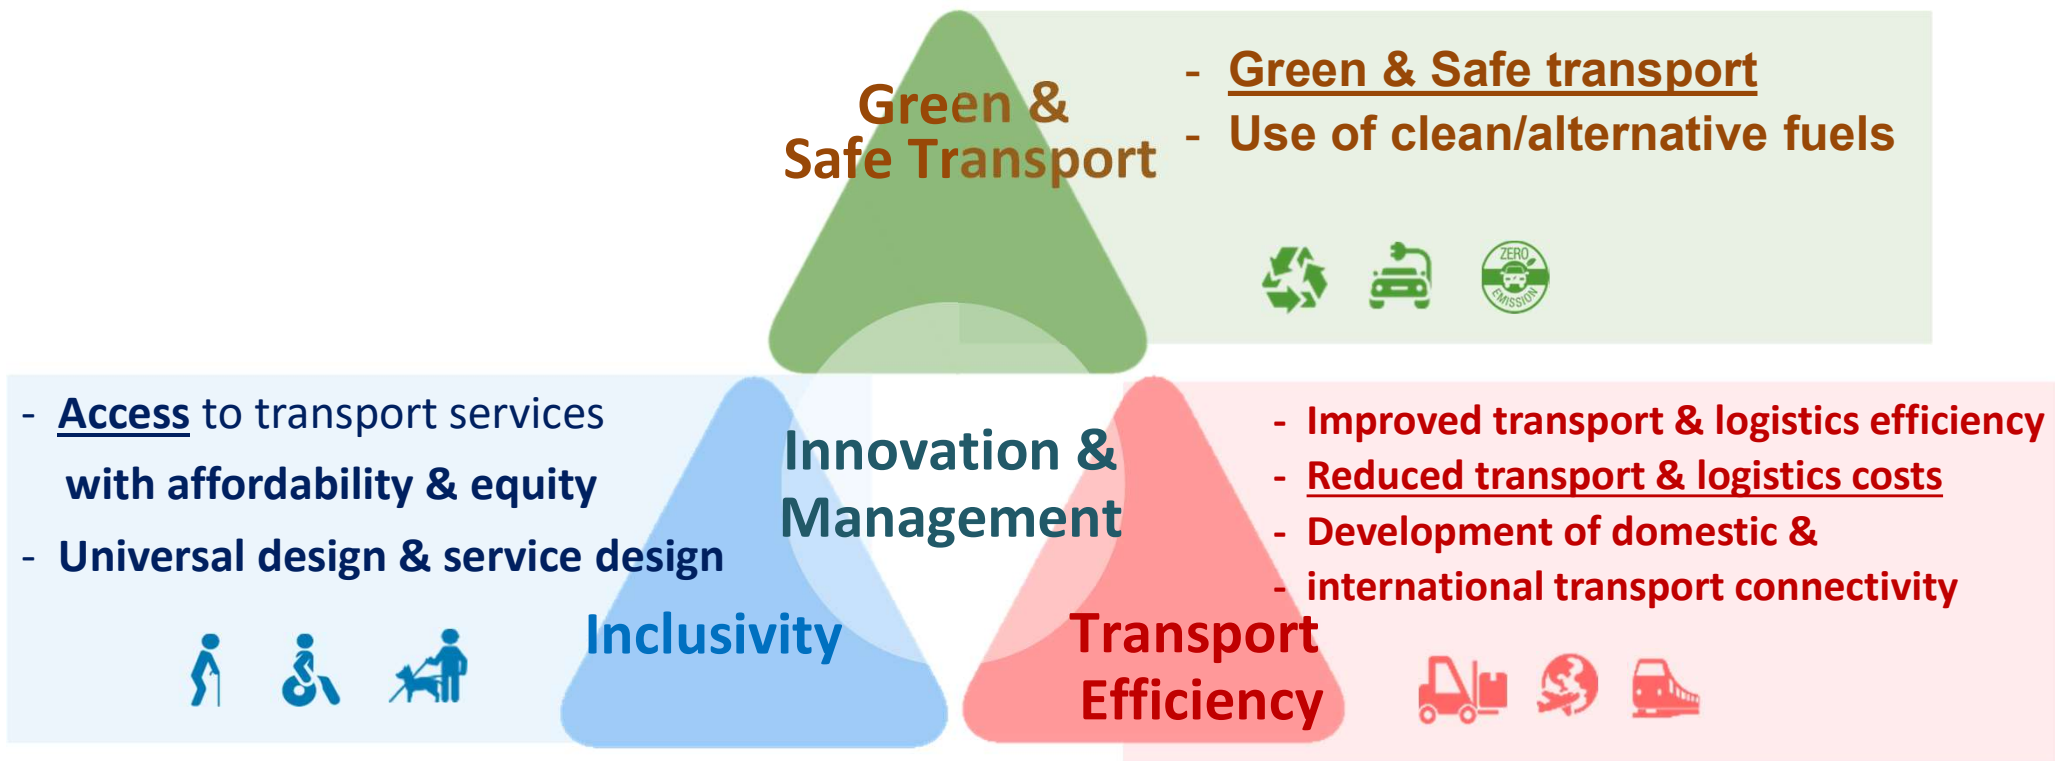 Green &
Safe Transport
- Green & Safe transport
- Use of clean/alternative fuels
ZERO
EMISSION
- Access to transport services
with affordability & equity
- Universal design & service design
Inclusivity
Innovation &
Management
- Improved transport & logistics efficiency
- Reduced transport & logistics costs
- Development of domestic &
- international transport connectivity
Transport
Efficiency